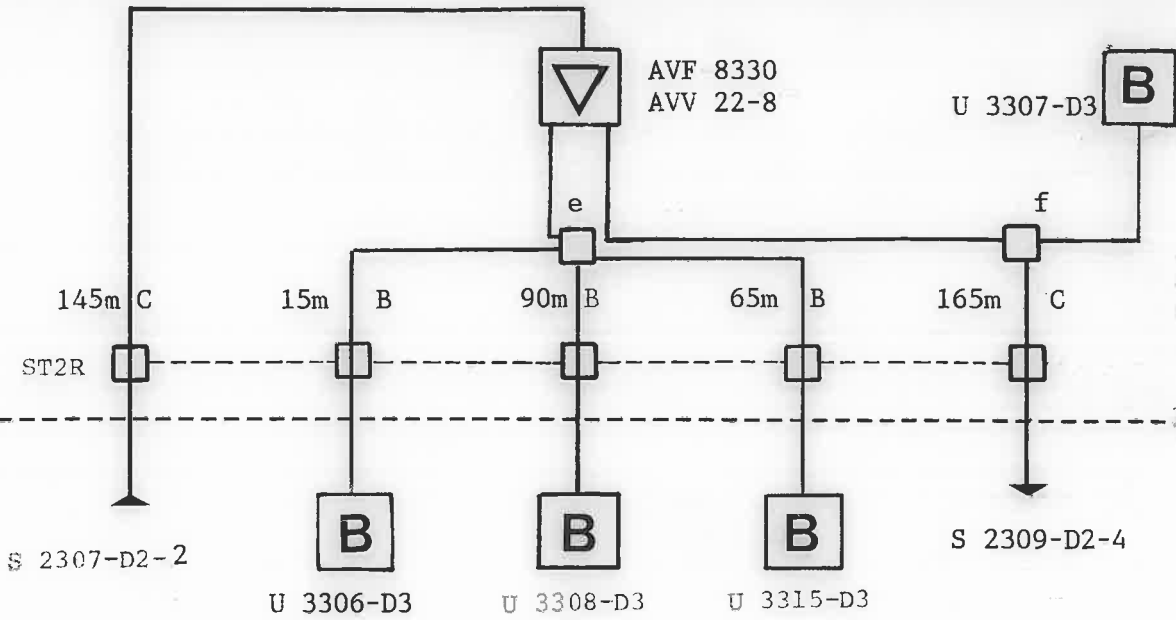 AVF 8330
AVV 22-8
B
U 3307-D3
e
f
145m C
15m B
90m B
65m B
165m C
ST2R
B
B
B
S 2307-D2-2
S 2309-D2-4
U 3306-D3
U 3308-D3
U 3315-D3